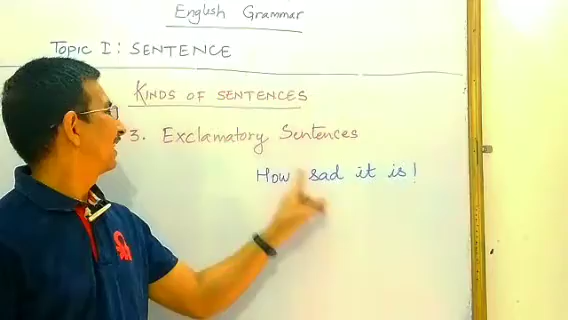 English Grammar
Topic I: SENTENCE
KINDS OF SENTENCES
3. Exclamatory Sentences
How sad it is!